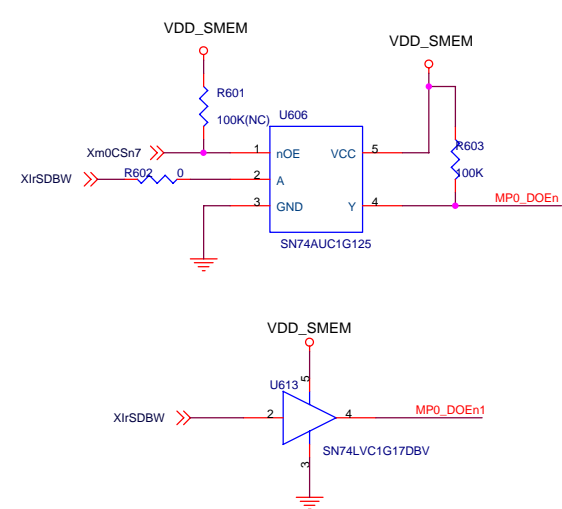 VDD_SMEM
VDD_SMEM
R601
100K(NC)
U606
Xm0CSn7
1
nOE
VCC
5
R603
XIrSDBW
R602
0
2
A
100K
3
GND
Y
4
MP0_DOEn
SN74AUC1G125
VDD_SMEM
U613
5
XIrSDBW
2
4
MP0_DOEn1
SN74LVC1G17DBV
3